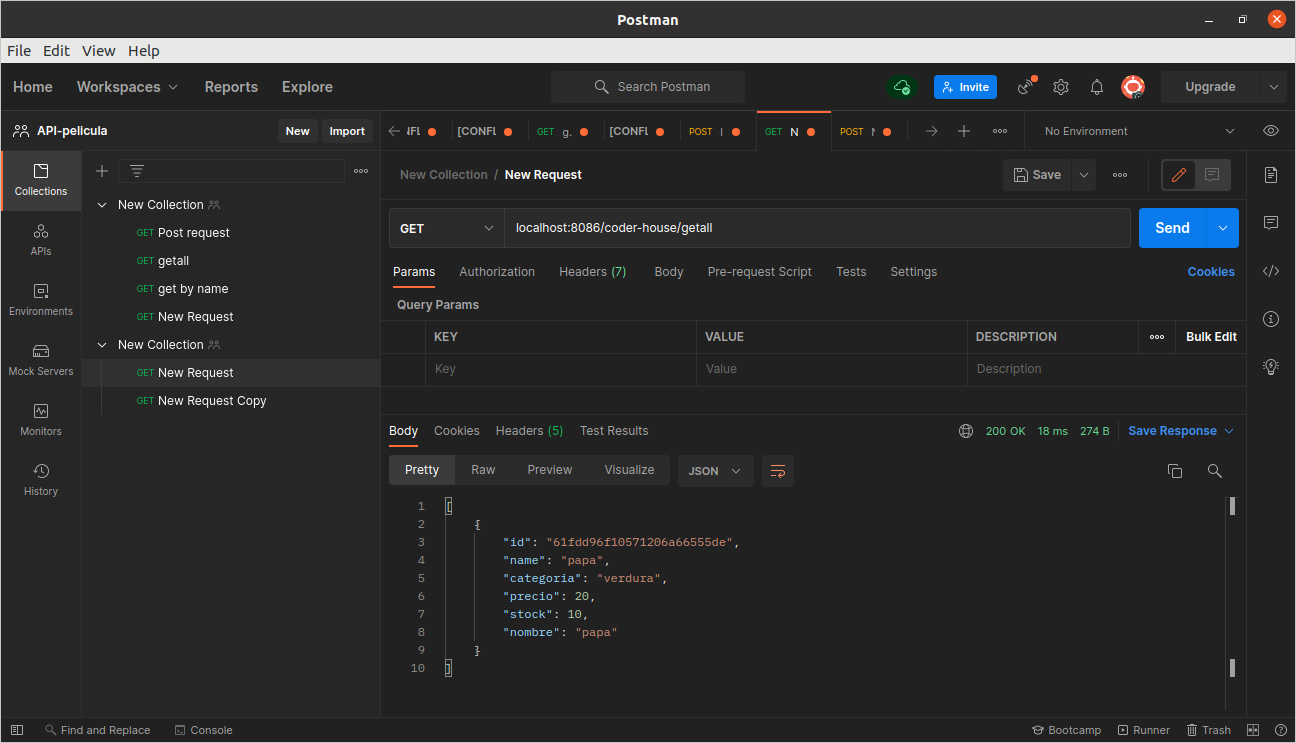 Postman
File Edit View Help
Home Workspaces Reports Explore Search Postman Invite Upgrade
API-pelicula New Import
[CONFL GET g. [CONFL POST GET N POST No Environment
Collections
APIs
Environments
Mock Servers
Monitors
History
New Collection
GET Post request
GET getall
GET get by name
GET New Request
New Collection
GET New Request
GET New Request Copy
New Collection / New Request Save
GET localhost:8086/coder-house/getall Send
Params Authorization Headers (7) Body Pre-request Script Tests Settings Cookies
Query Params
KEY VALUE DESCRIPTION Bulk Edit
Key Value Description
Body Cookies Headers (5) Test Results 200 OK 18 ms 274 B Save Response
Pretty Raw Preview Visualize JSON
1 [
2 {
3 "id": "61fdd96f10571206a66555de",
4 "name": "papa",
5 "categoria": "verdura",
6 "precio": 20,
7 "stock": 10,
8 "nombre": "papa"
9 }
10 ]
Find and Replace Console Bootcamp Runner Trash